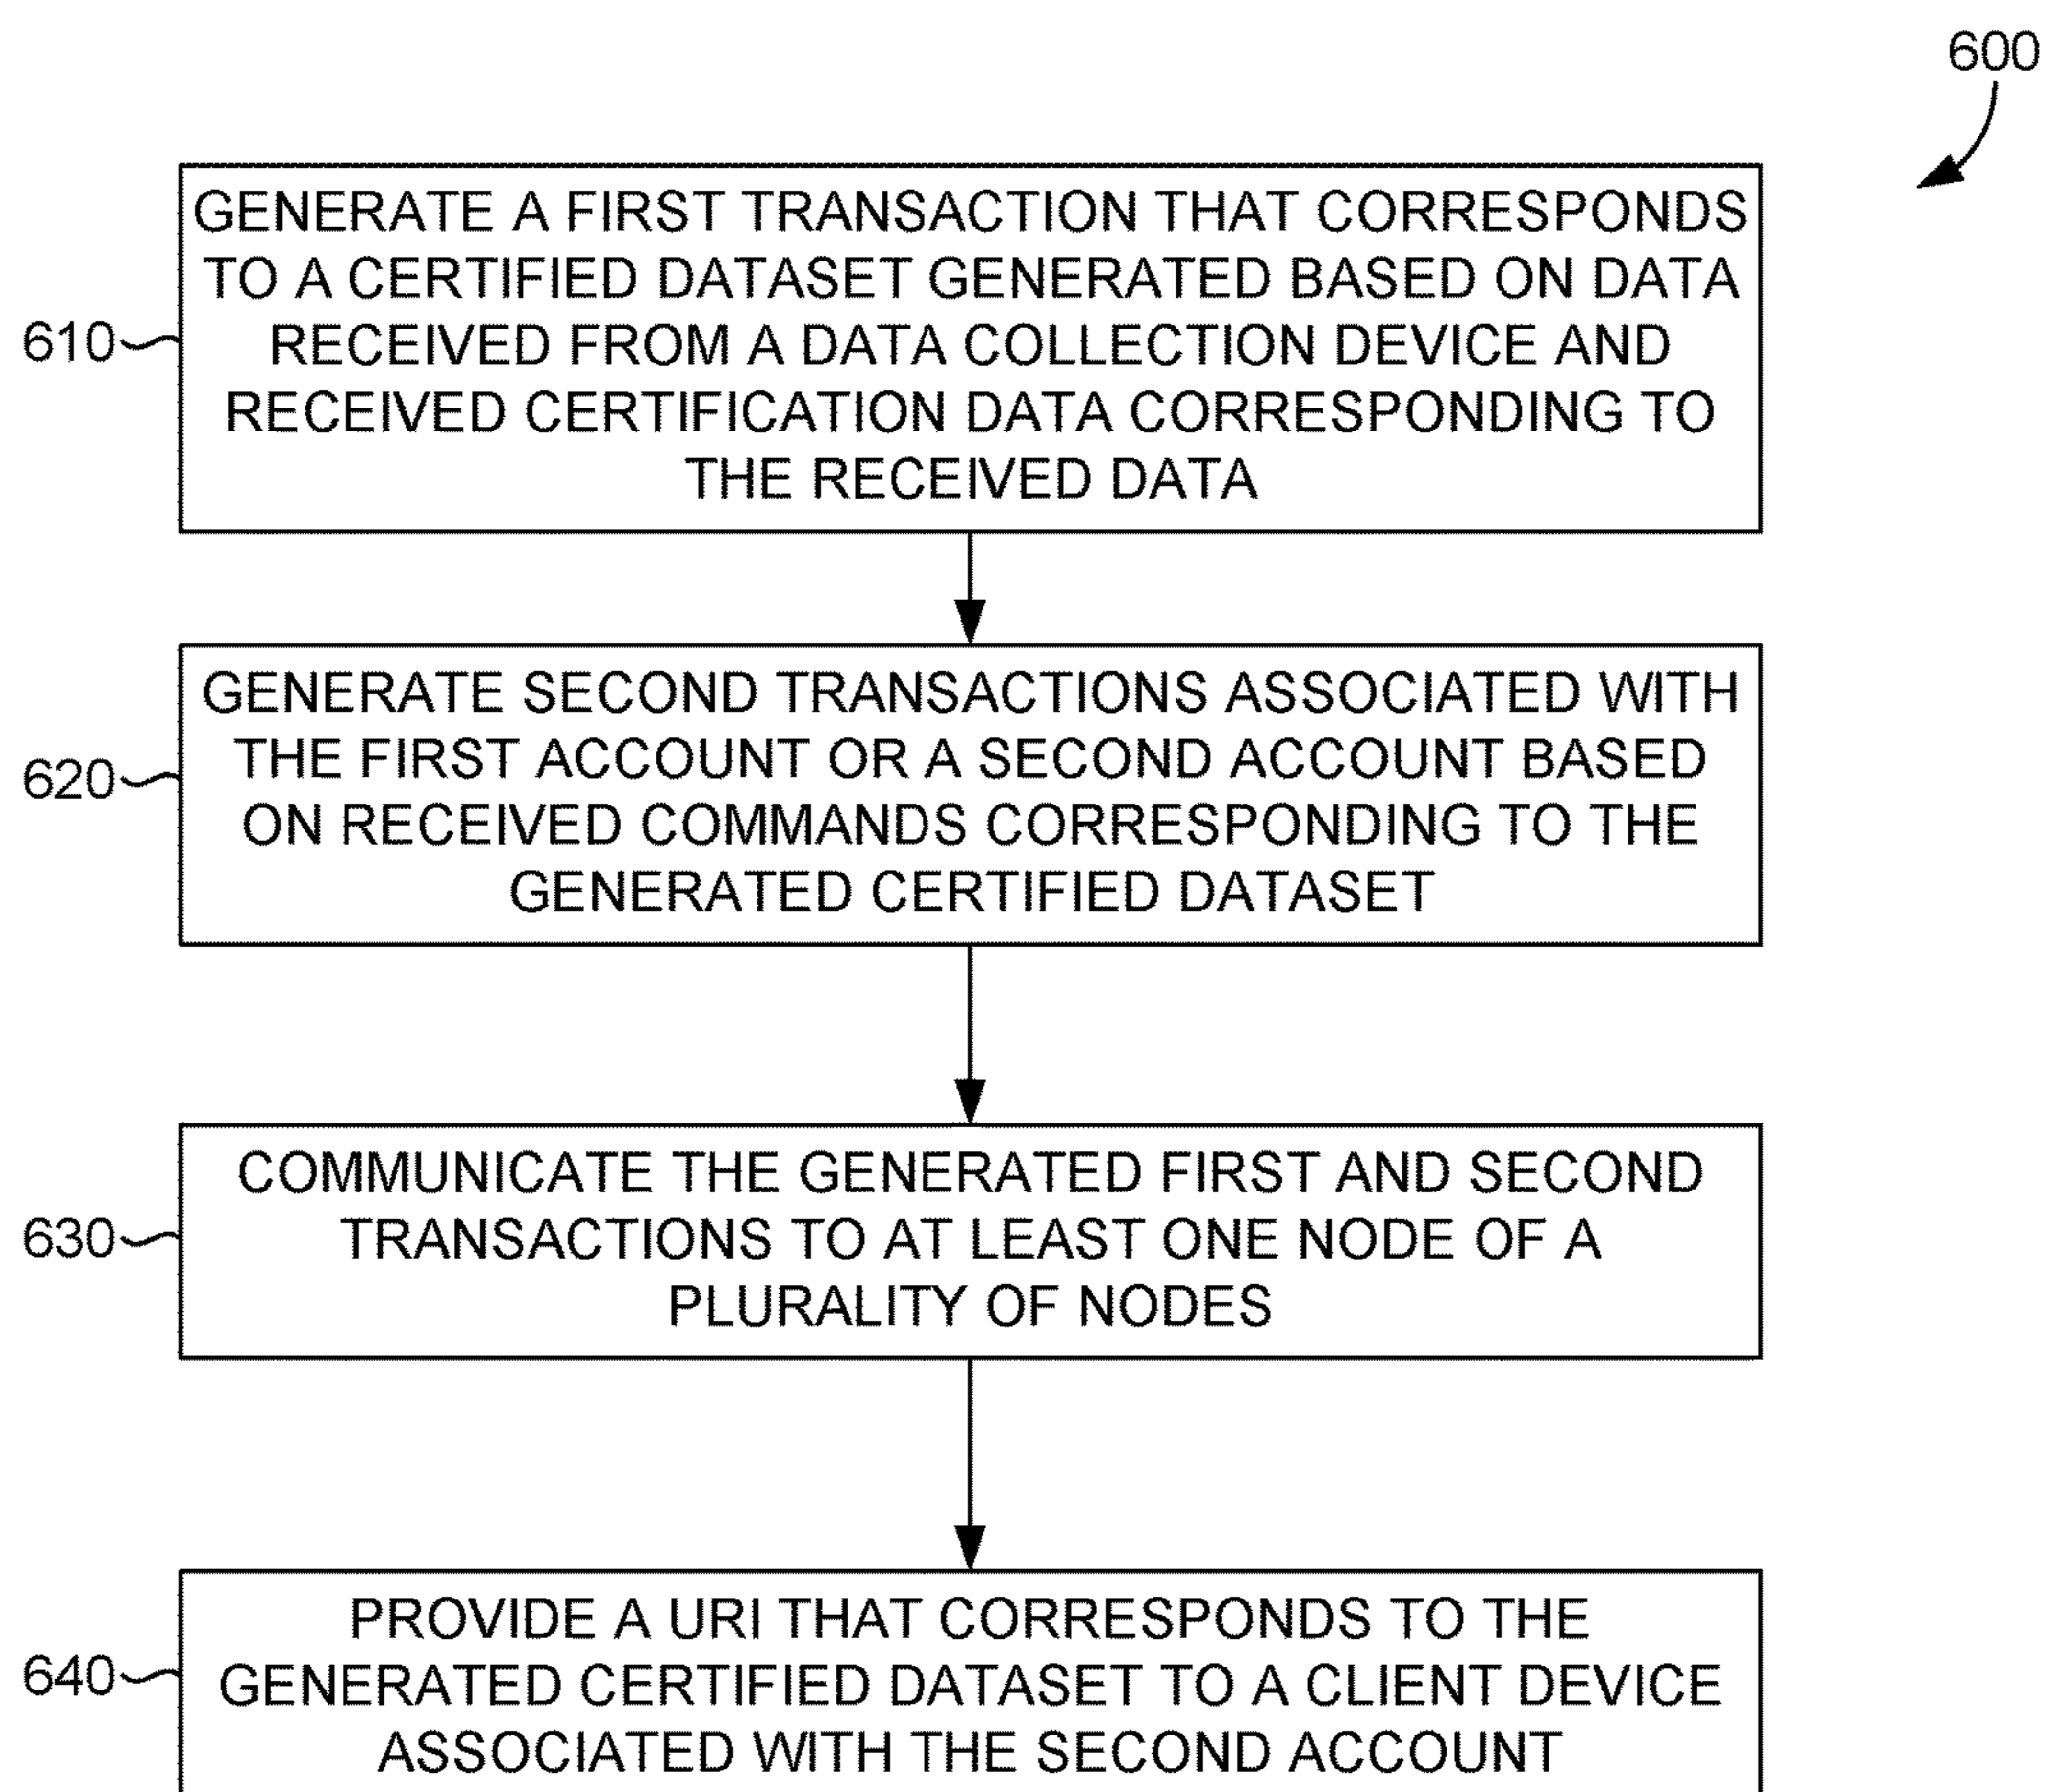 600
GENERATE A FIRST TRANSACTION THAT CORRESPONDS
TO A CERTIFIED DATASET GENERATED BASED ON DATA
RECEIVED FROM A DATA COLLECTION DEVICE AND
RECEIVED CERTIFICATION DATA CORRESPONDING TO
THE RECEIVED DATA
610
GENERATE SECOND TRANSACTIONS ASSOCIATED WITH
THE FIRST ACCOUNT OR A SECOND ACCOUNT BASED
ON RECEIVED COMMANDS CORRESPONDING TO THE
GENERATED CERTIFIED DATASET
620
COMMUNICATE THE GENERATED FIRST AND SECOND
TRANSACTIONS TO AT LEAST ONE NODE OF A
PLURALITY OF NODES
630
PROVIDE A URI THAT CORRESPONDS TO THE
GENERATED CERTIFIED DATASET TO A CLIENT DEVICE
ASSOCIATED WITH THE SECOND ACCOUNT
640